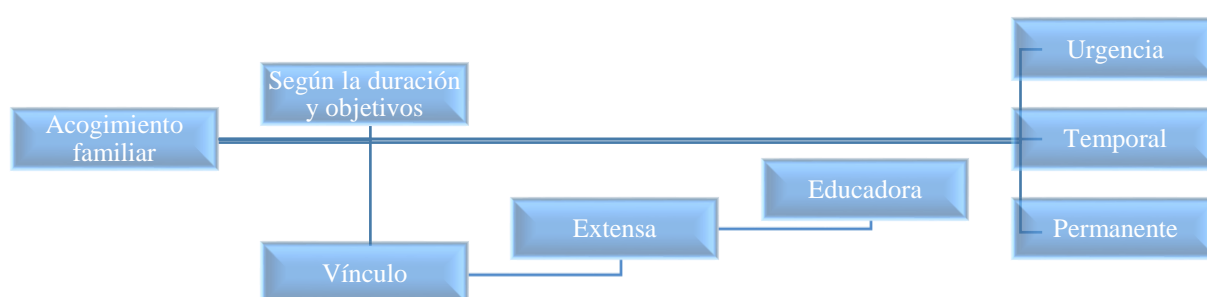 Acogimiento
familiar
Según la duración
y objetivos
Vínculo
Extensa
Educadora
Urgencia
Temporal
Permanente